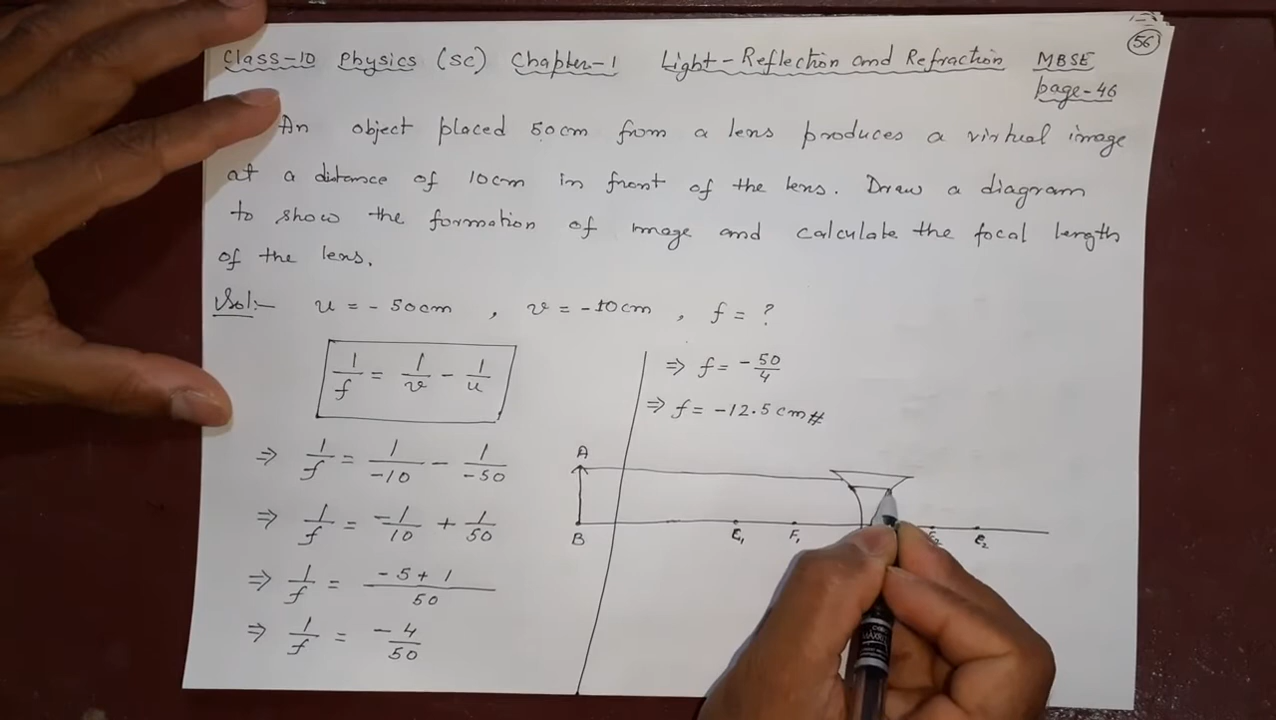 56
Class-10 Physics (SC) Chapter-1 Light-Reflection and Refraction MBSE
page-46
An object placed 50cm from a lens produces a virtual image
at a distance of 10cm in front of the lens. Draw a diagram
to show the formation of image and calculate the focal length
of the lens.
Sol:- u = -50cm, v = -10cm, f = ?
1/f = 1/v - 1/u
⇒ 1/f = 1/-10 - 1/-50
⇒ 1/f = -1/10 + 1/50
⇒ 1/f = -5+1/50
⇒ 1/f = -4/50
⇒ f = -50/4
⇒ f = -12.5cm#
A
B C₁ F₁ C₂